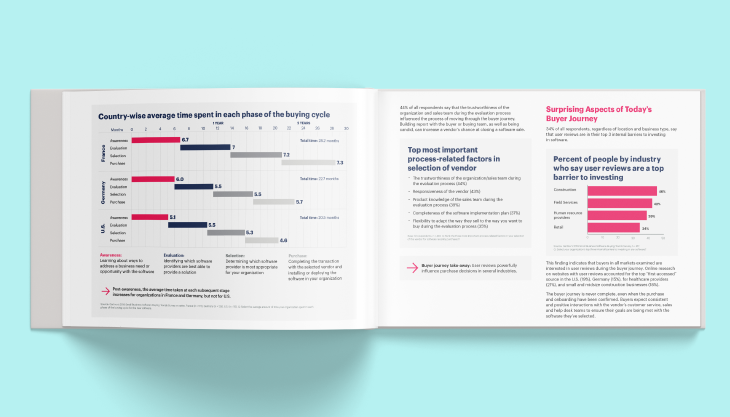 Country-wise average time spent in each phase of the buying cycle
1 YEAR 2 YEARS
Months 0 2 4 6 8 10 12 14 16 18 20 22 24 26 28 30
France
Awareness 6.7 Total time: 28.2 months
Evaluation 7
Selection 7.2
Purchase 7.3
Germany
Awareness 6.0 Total time: 22.7 months
Evaluation 5.5
Selection 5.5
Purchase 5.7
U.S.
Awareness 5.1 Total time: months
Evaluation 5.5
Selection 5.3
Purchase 4.6
Awareness:
Learning about ways to
address a business need or
opportunity with the software
Evaluation:
Identifying which software
providers are best able to
provide
Selection:
Determining which software
provider is most appropriate
for your organization
Purchase:
Completing the transaction
with the selected vendor and
installing or deploying the
software in your organization
Post-awareness, the average time taken at each subsequent stage
increases for organizations in France and Germany, but not for U.S.
44% of all respondents say that the trustworthiness of the
organization and sales team during the evaluation process
influenced the process of moving through the buyer journey.
Building rapport with the buyer or buying team, as well as being
candid, can increase a vendor's chance of closing a software sale.
Top most important
process-related factors in
selection of vendor
• The trustworthiness of the organization/sales team during
the evaluation process (44%)
• Responsiveness of the vendor (43%)
• Product knowledge of the sales team during the
evaluation process (39%)
• Completeness of the software implementation plan (37%)
• Flexibility to adapt the way they sell to the way you want to
buy during the evaluation process (33%)
Buyer journey take-away: User reviews powerfully
influence purchase decisions in several industries.
Surprising Aspects of Today's
Buyer Journey
34% of all respondents, regardless of location and business type, say
that user reviews are in their top 3 internal barriers to investing
in software.
Percent of people by industry
who say user reviews are a top
barrier to investing
Construction
Field Services
Human resource
providers
Retail
This finding indicates that buyers in all markets examined are
interested in user reviews during the buyer journey. Online research
on websites with user reviews accounted for the top "first accessed"
source in the U.S. (19%), Germany (15%), for healthcare providers
(21%), and small and midsize construction businesses
The buyer journey is never complete, even when the purchase
and onboarding have been confirmed. Buyers expect consistent
and positive interactions with the vendor's customer service, sales
and help desk teams to ensure their goals are being met with the
software they've selected.